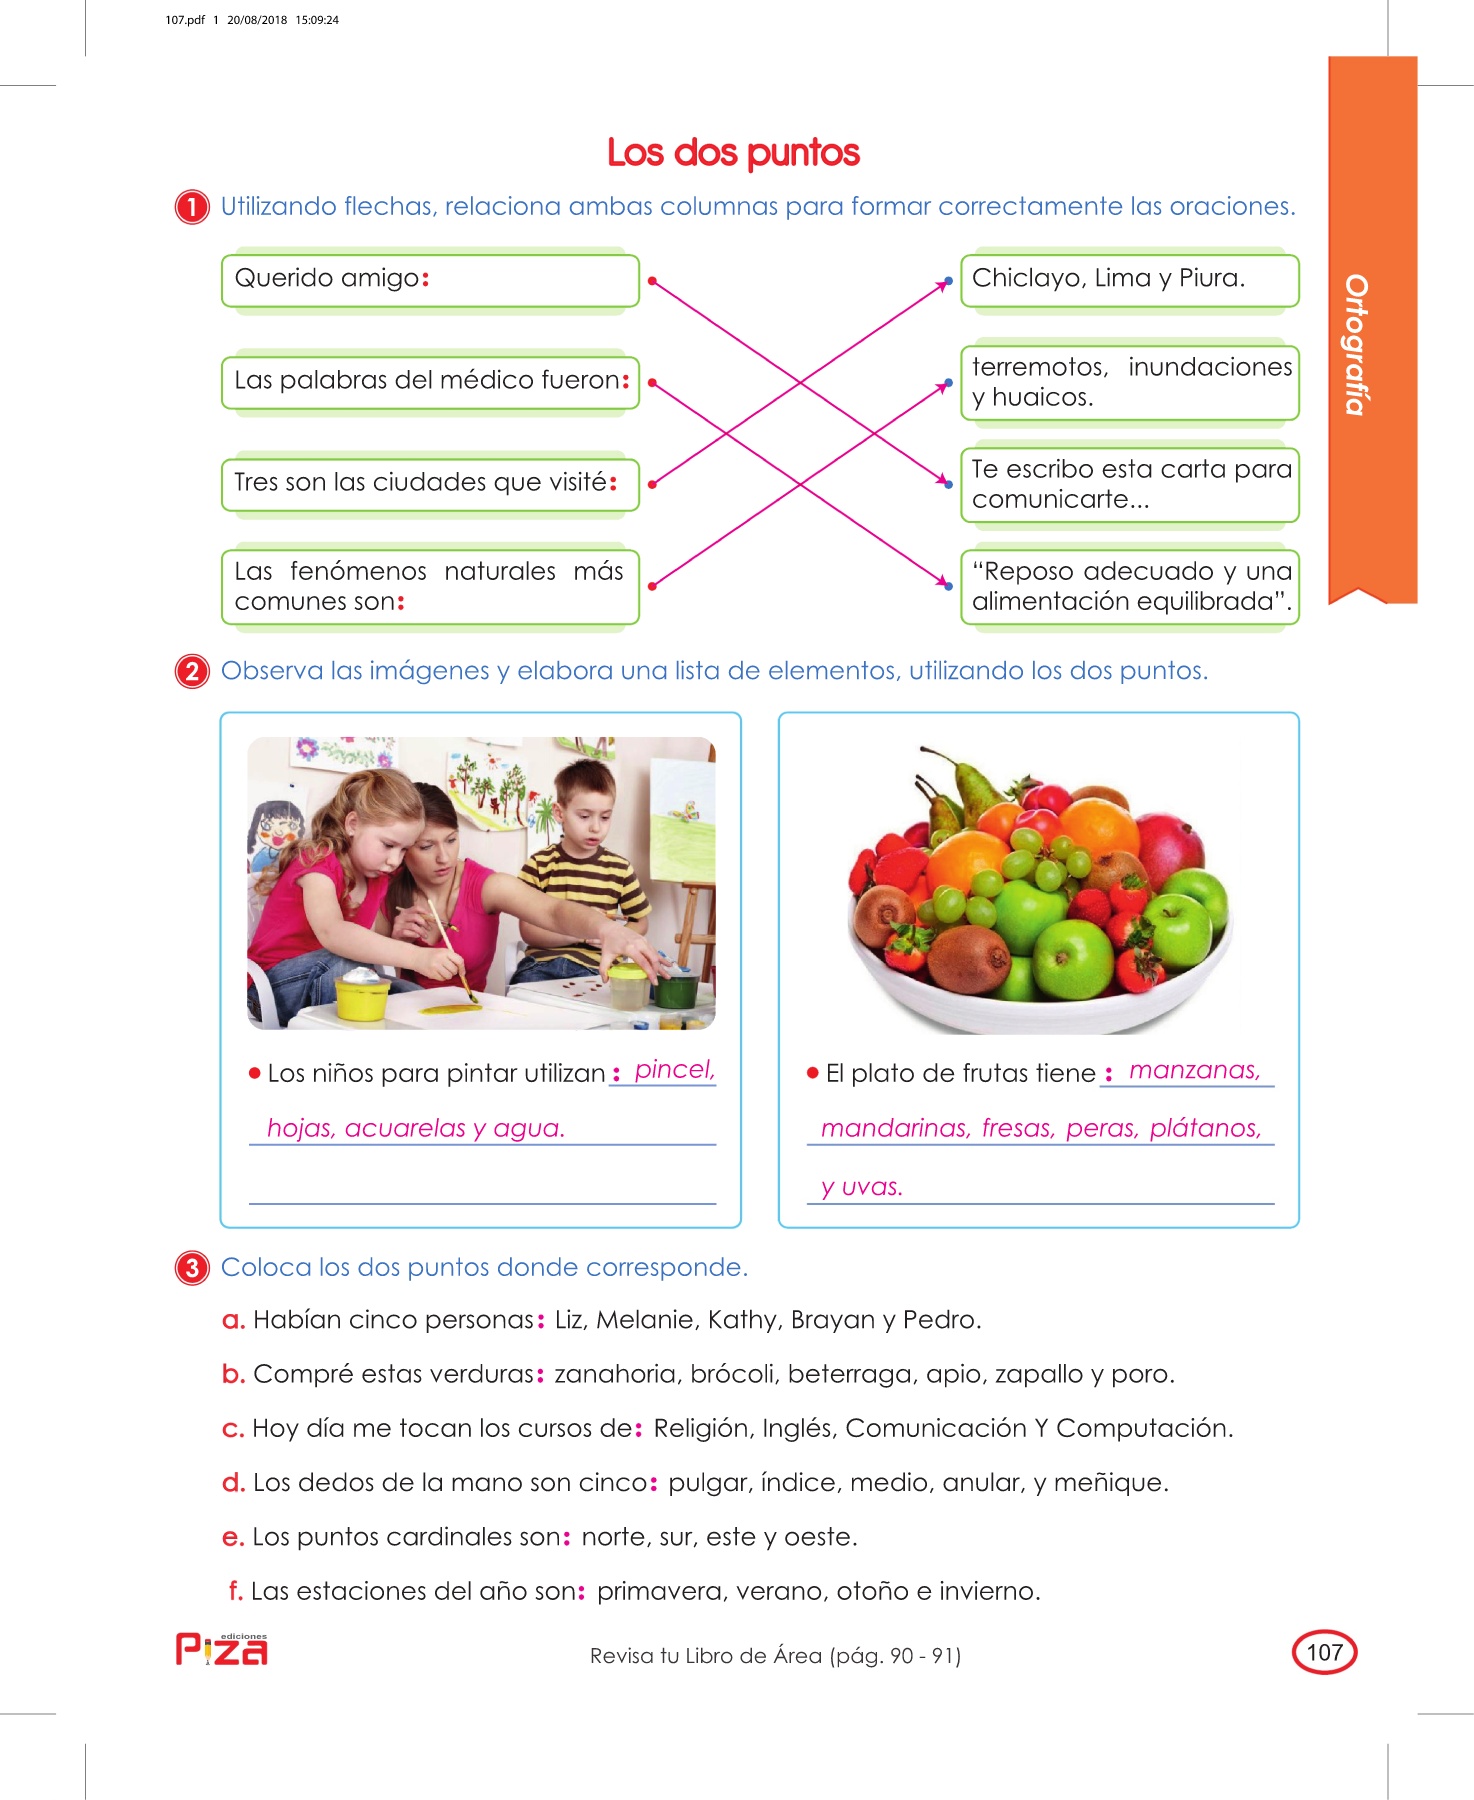 107.pdf 1 20/08/2018 15:09:24
Los dos puntos
1 Utilizando flechas, relaciona ambas columnas para formar correctamente las oraciones.
Querido amigo:
Las palabras del médico fueron:
Tres son las ciudades que visité:
Las fenómenos naturales más
comunes son:
Chiclayo, Lima y Piura.
terremotos, inundaciones
y huaicos.
Te escribo esta carta para
comunicarte...
“Reposo adecuado y una
alimentación equilibrada”.
Ortografía
2 Observa las imágenes y elabora una lista de elementos, utilizando los dos puntos.
• Los niños para pintar utilizan : pincel,
hojas, acuarelas y agua.
• El plato de frutas tiene : manzanas,
mandarinas, fresas, peras, plátanos,
y uvas.
3 Coloca los dos puntos donde corresponde.
a. Habían cinco personas: Liz, Melanie, Kathy, Brayan y Pedro.
b. Compré estas verduras: zanahoria, brócoli, beterraga, apio, zapallo y poro.
c. Hoy día me tocan los cursos de: Religión, Inglés, Comunicación Y Computación.
d. Los dedos de la mano son cinco: pulgar, índice, medio, anular, y meñique.
e. Los puntos cardinales son: norte, sur, este y oeste.
f. Las estaciones del año son: primavera, verano, otoño e invierno.
ediciones
Piza
Revisa tu Libro de Área (pág. 90 - 91)
107